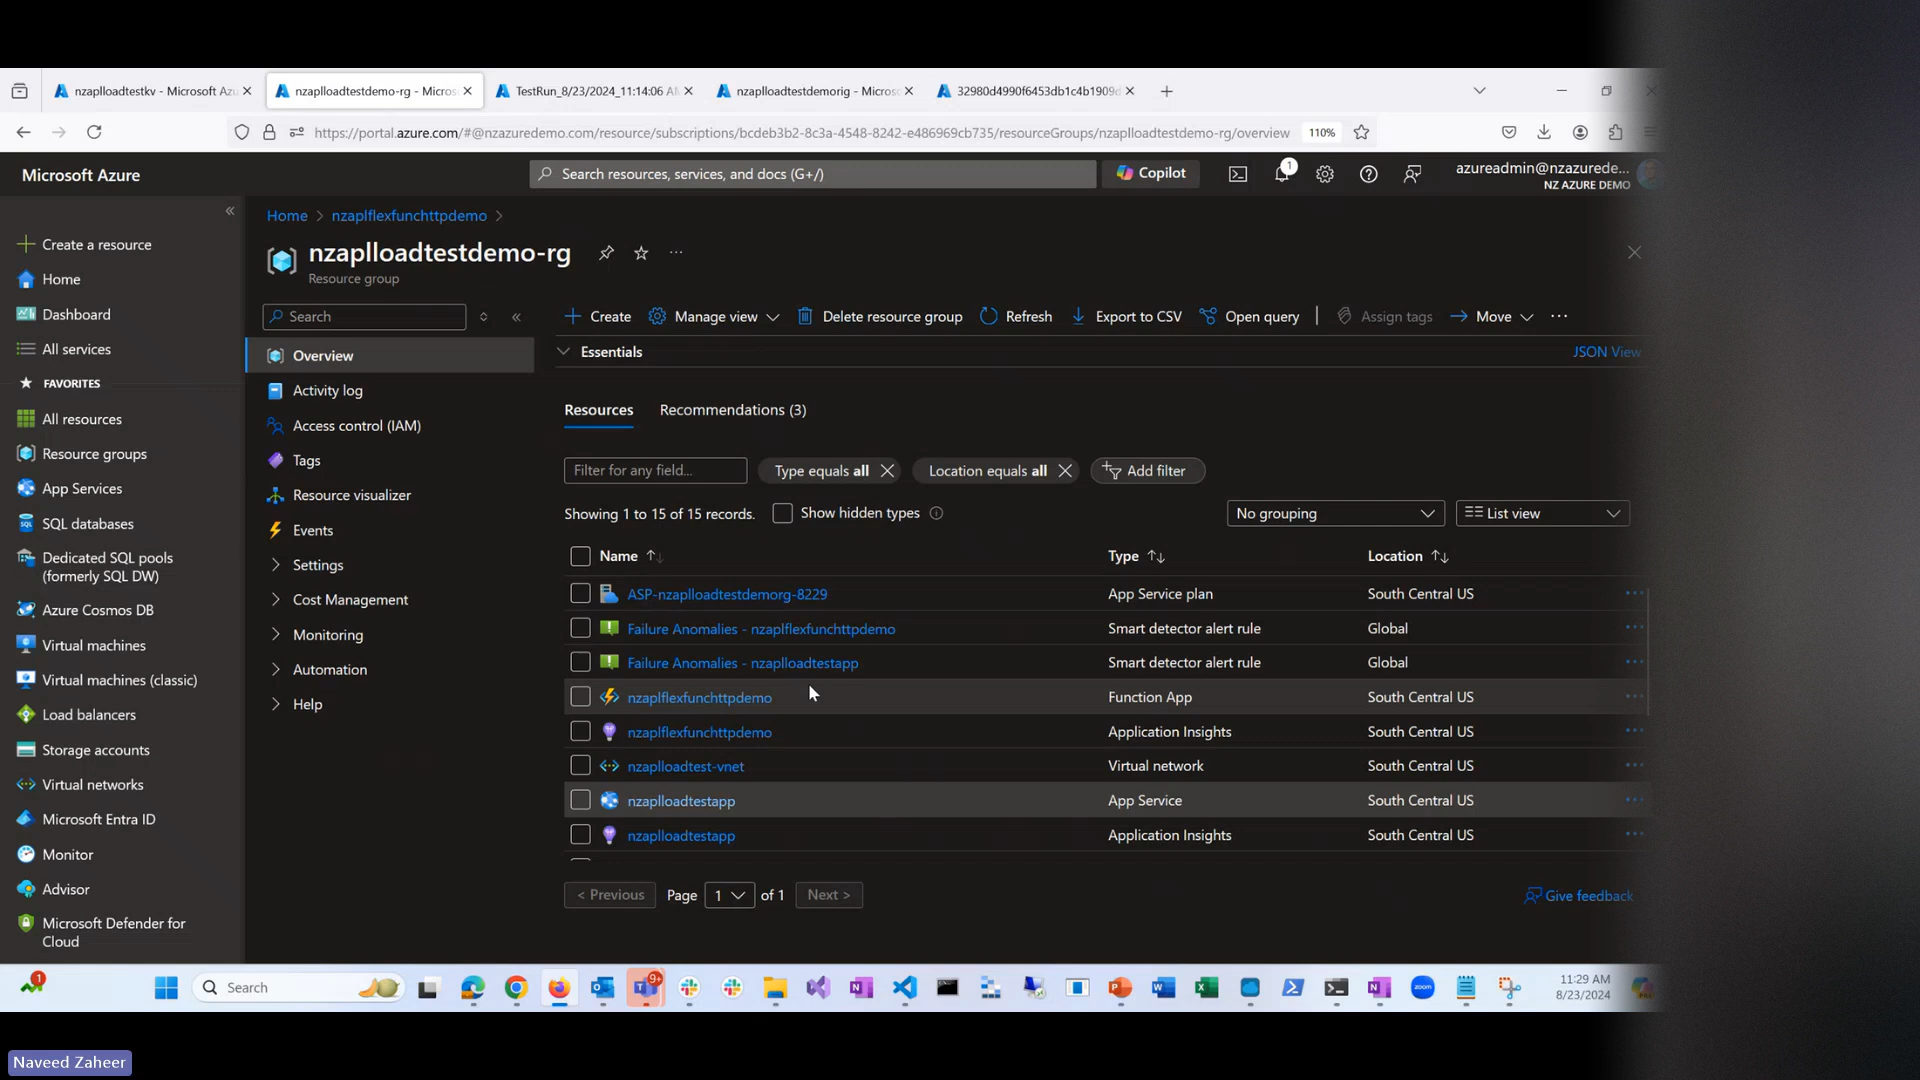 nzaplloadtestkv - Microsoft Azu
nzaplloadtestdemo-rg - Micros
TestRun_8/23/2024_11:14:06 AM
nzaplloadtestdemorig - Micros
32980d4990f6453db1c4b1909d
https://portal.azure.com/#@nzazuredemo.com/resource/subscriptions/bcdeb3b2-8c3a-4548-8242-e486969cb735/resourceGroups/nzaplloadtestdemo-rg/overview
110%
Microsoft Azure
Search resources, services, and docs (G+/)
Copilot
1
azureadmin@nzazurede...
NZ AZURE DEMO
Create a resource
Home
Dashboard
All services
FAVORITES
All resources
Resource groups
App Services
SQL databases
Dedicated SQL pools
(formerly SQL DW)
Azure Cosmos DB
Virtual machines
Virtual machines (classic)
Load balancers
Storage accounts
Virtual networks
Microsoft Entra ID
Monitor
Advisor
Microsoft Defender for
Cloud
Home > nzaplflexfunchttpdemo >
nzaplloadtestdemo-rg
Resource group
Search
Overview
Activity log
Access control (IAM)
Tags
Resource visualizer
Events
Settings
Cost Management
Monitoring
Automation
Help
Create
Manage view
Delete resource group
Refresh
Export to CSV
Open query
Assign tags
Move
Essentials
JSON View
Resources
Recommendations (3)
Filter for any field...
Type equals all
Location equals all
Add filter
Showing 1 to 15 of 15 records.
Show hidden types
No grouping
List view
Name Type Location
ASP-nzaplloadtestdemorg-8229 App Service plan South Central US
Failure Anomalies - nzaplflexfunchttpdemo Smart detector alert rule Global
Failure Anomalies - nzaplloadtestapp Smart detector alert rule Global
nzaplflexfunchttpdemo Function App South Central US
nzaplflexfunchttpdemo Application Insights South Central US
nzaplloadtest-vnet Virtual network South Central US
nzaplloadtestapp App Service South Central US
nzaplloadtestapp Application Insights South Central US
< Previous
Page 1 of 1
Next >
Give feedback
1
Search
9+
zoom
11:29 AM
8/23/2024
Naveed Zaheer